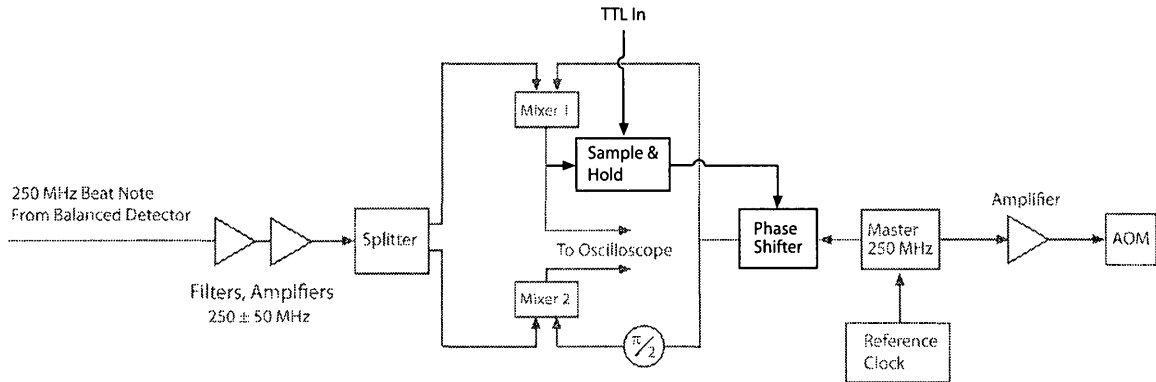 TTL In
Mixer 1
Sample &
Hold
250 MHz Beat Note
From Balanced Detector
Splitter
To Oscilloscope
Phase
Shifter
Master
250 MHz
Amplifier
AOM
Filters, Amplfiers
250 ± 50 MHz
Mixer 2
π/2
Reference
Clock